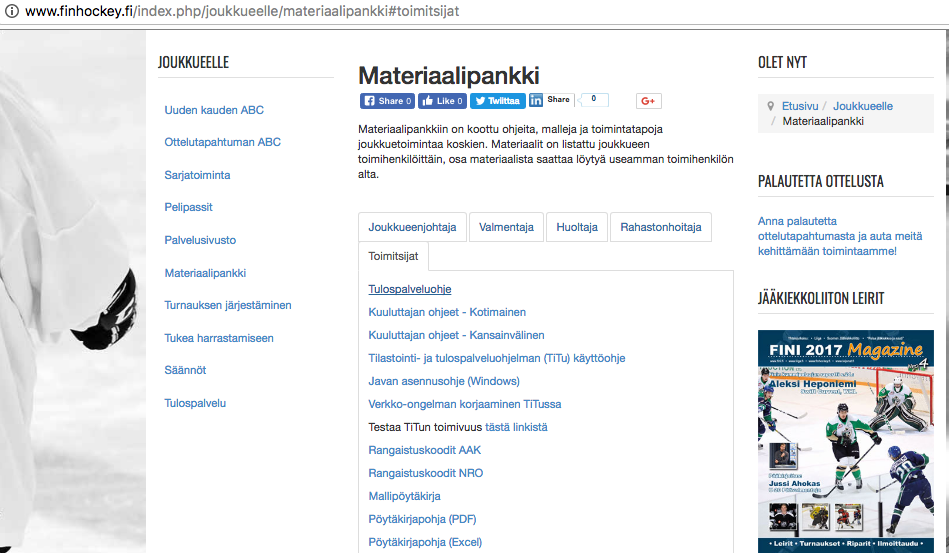 www.finhockey.fi/index.php/joukkueelle/materiaalipankki#toimitsijat
JOUKKUEELLE
Uuden kauden ABC
Ottelutapahtuman ABC
Sarjatoiminta
Pelipassit
Palvelusivusto
Materiaalipankki
Turnauksen järjestäminen
Tukea harrastamiseen
Säännöt
Tulospalvelu
Materiaalipankki
Share 0
Like 0
Twiittaa
in Share
0
G+
Materiaalipankkiin on koottu ohjeita, malleja ja toimintatapoja
joukkuetoimintaa koskien. Materiaalit on listattu joukkueen
toimihenkilöittäin, osa materiaalista saattaa löytyä useamman toimihenkilön
alta.
Joukkueenjohtaja
Valmentaja
Huoltaja
Rahastonhoitaja
Toimitsijat
Tulospalveluohje
Kuuluttajan ohjeet - Kotimainen
Kuuluttajan ohjeet - Kansainvälinen
Tilastointi- ja tulospalveluohjelman (TiTu) käyttöohje
Javan asennusohje (Windows)
Verkko-ongelman korjaaminen TiTussa
Testaa TiTun toimivuus tästä linkistä
Rangaistuskoodit AAK
Rangaistuskoodit NRO
Mallipöytäkirja
Pöytäkirjapohja (PDF)
Pöytäkirjapohja (Excel)
OLET NYT
Etusivu / Joukkueelle
/ Materiaalipankki
PALAUTETTA OTTELUSTA
Anna palautetta
ottelutapahtumasta ja auta meitä
kehittämään toimintaamme!
JÄÄKIEKKOLIITON LEIRIT
FINI 2017 Magazine
4
Aleksi Heponiemi
Swift Current, WHL
Jussi Ahokas
• Leirit • Turnaukset • Riparit • Ilmoittaudu •